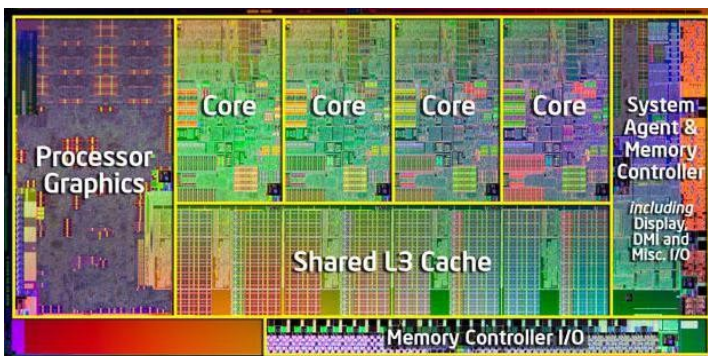 Processor
Graphics
Core
Core
Core
Core
System
Agent &
Memory
Controller
including
Display,
DMI and
Misc. I/O
Shared L3 Cache
Memory Controller I/O